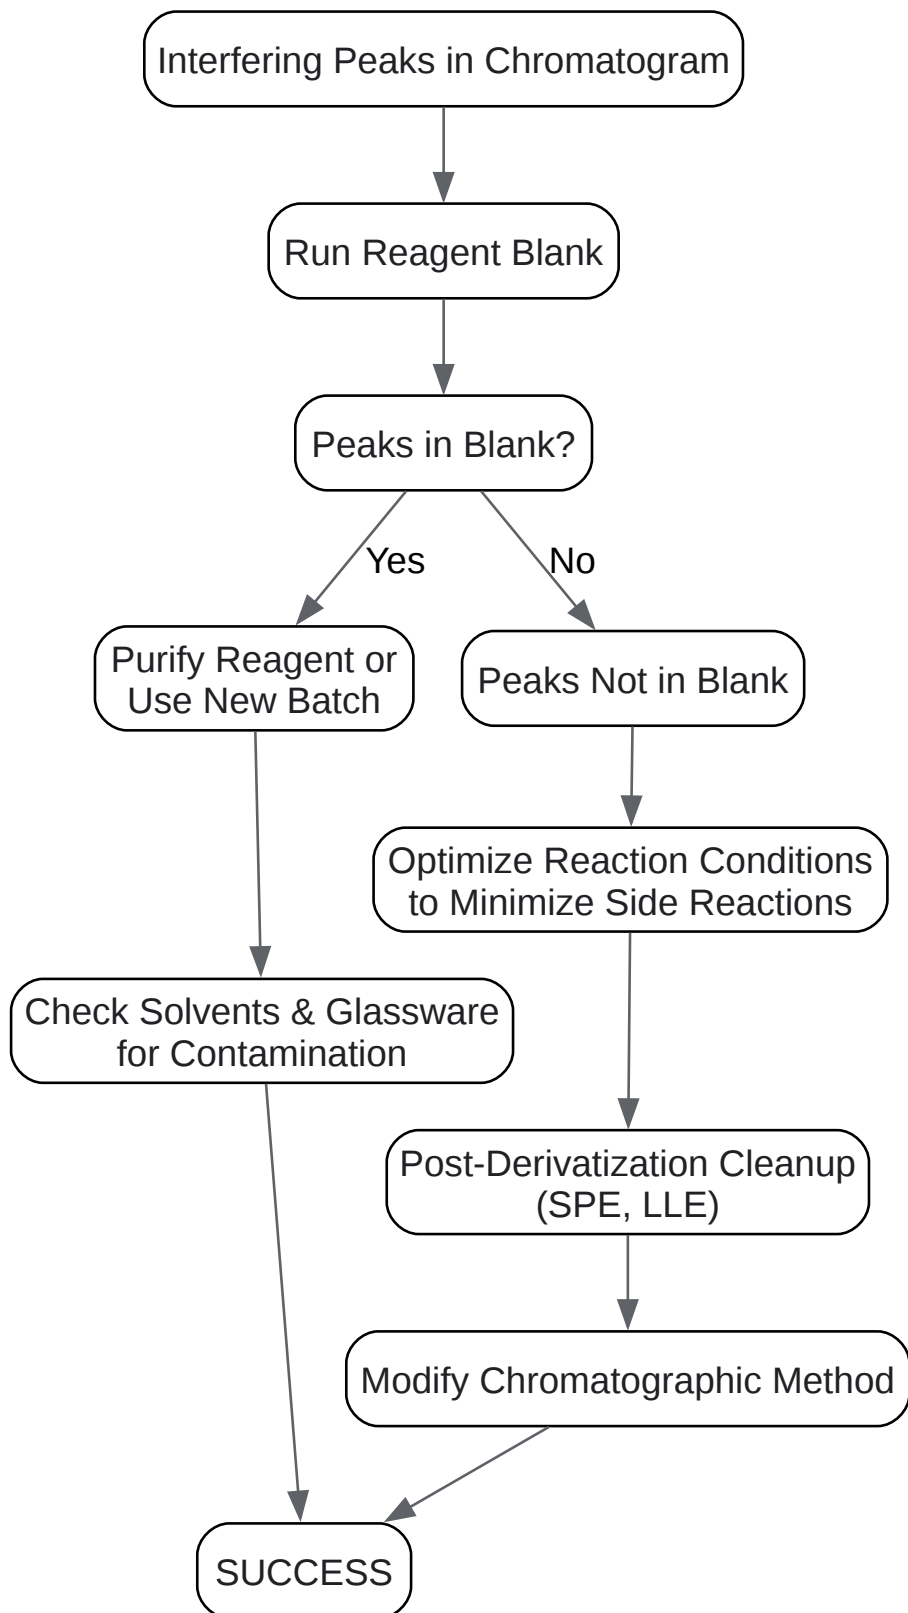 Interfering Peaks in Chromatogram
Run Reagent Blank
Peaks in Blank?
Yes
No
Purify Reagent or
Use New Batch
Peaks Not in Blank
Optimize Reaction Conditions
to Minimize Side Reactions
Check Solvents & Glassware
for Contamination
Post-Derivatization Cleanup
(SPE, LLE)
Modify Chromatographic Method
SUCCESS